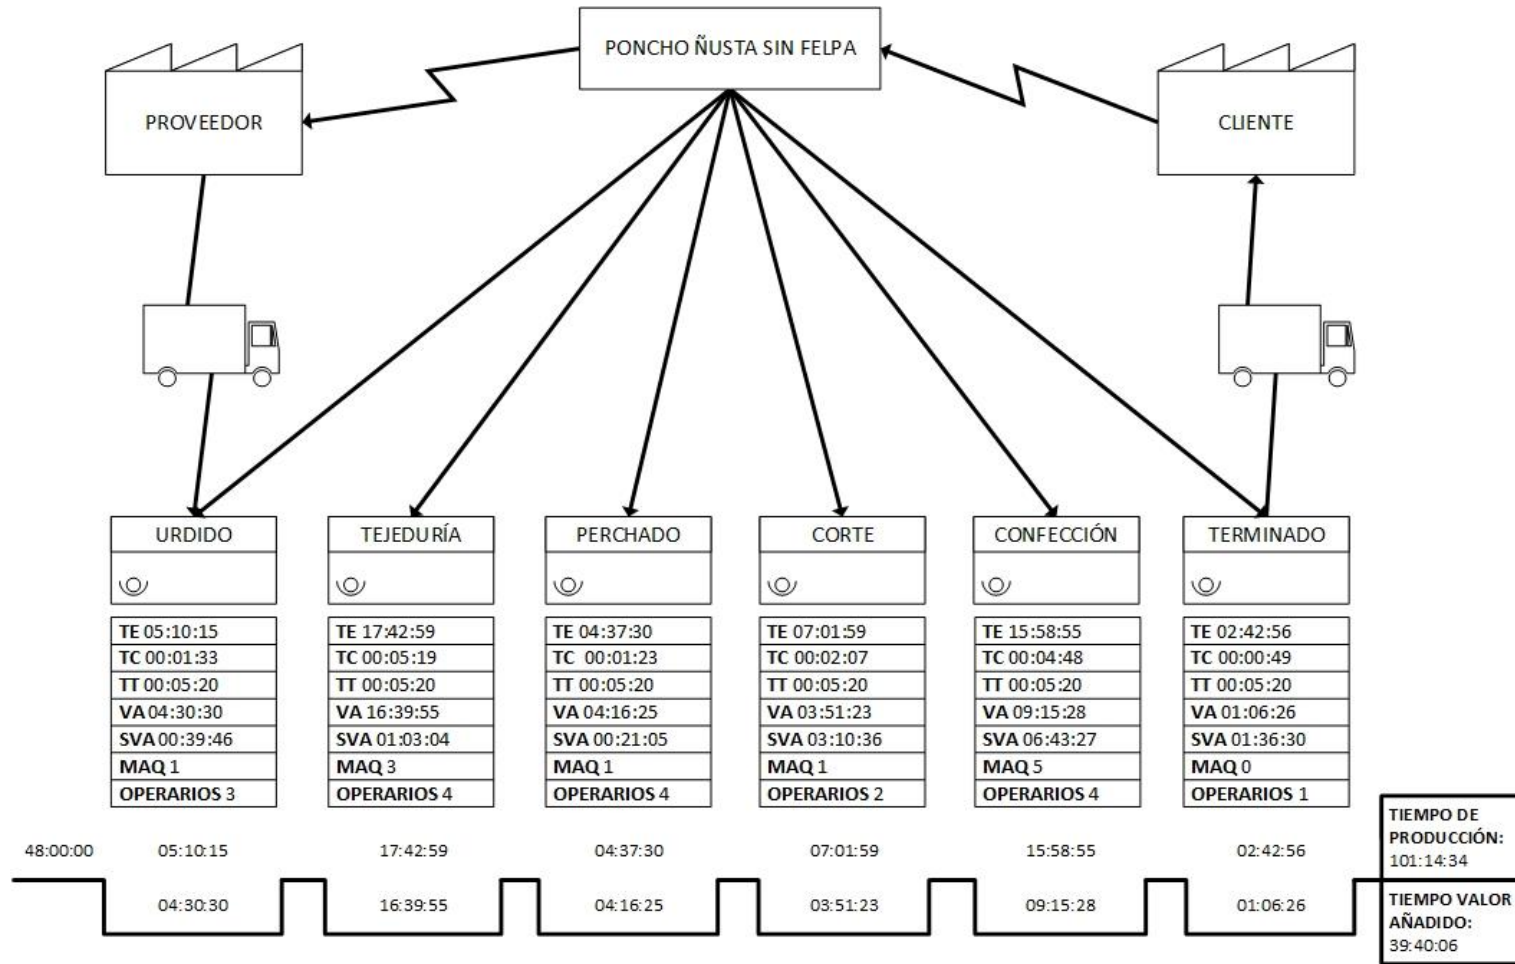 PONCHO ÑUSTA SIN FELPA
PROVEEDOR
CLIENTE
URDIDO
TE 05:10:15
TC 00:01:33
TT 00:05:20
VA 04:30:30
SVA 00:39:46
MAQ 1
OPERARIOS 3
TEJEDURÍA
TE 17:42:59
TC 00:05:19
TT 00:05:20
VA 16:39:55
SVA 01:03:04
MAQ 3
OPERARIOS 4
PERCHADO
TE 04:37:30
TC 00:01:23
TT 00:05:20
VA 04:16:25
SVA 00:21:05
MAQ 1
OPERARIOS 4
CORTE
TE 07:01:59
TC 00:02:07
TT 00:05:20
VA 03:51:23
SVA 03:10:36
MAQ 1
OPERARIOS 2
CONFECCIÓN
TE 15:58:55
TC 00:04:48
TT 00:05:20
VA 09:15:28
SVA 06:43:27
MAQ 5
OPERARIOS 4
TERMINADO
TE 02:42:56
TC 00:00:49
TT 00:05:20
VA 01:06:26
SVA 01:36:30
MAQ 0
OPERARIOS 1
48:00:00 05:10:15 17:42:59 04:37:30 07:01:59 15:58:55 02:42:56
04:30:30 16:39:55 04:16:25 03:51:23 09:15:28 01:06:26
TIEMPO DE
PRODUCCIÓN:
101:14:34
TIEMPO VALOR
AÑADIDO:
39:40:06